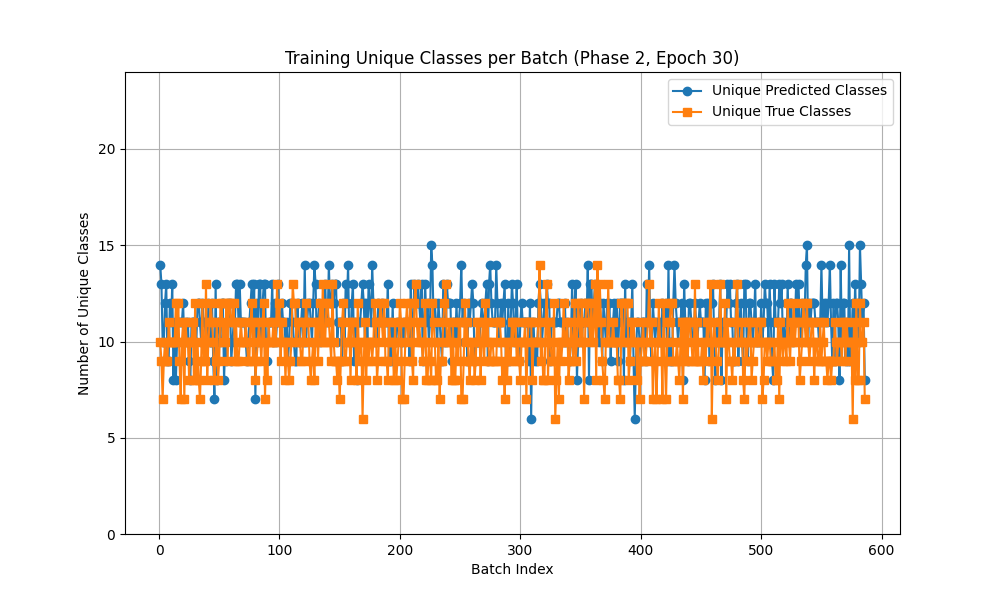 Training Unique Classes per Batch (Phase 2, Epoch 30)
Unique Predicted Classes
Unique True Classes
Number of Unique Classes
20
15
10
5
0
0 100 200 300 400 500 600
Batch Index